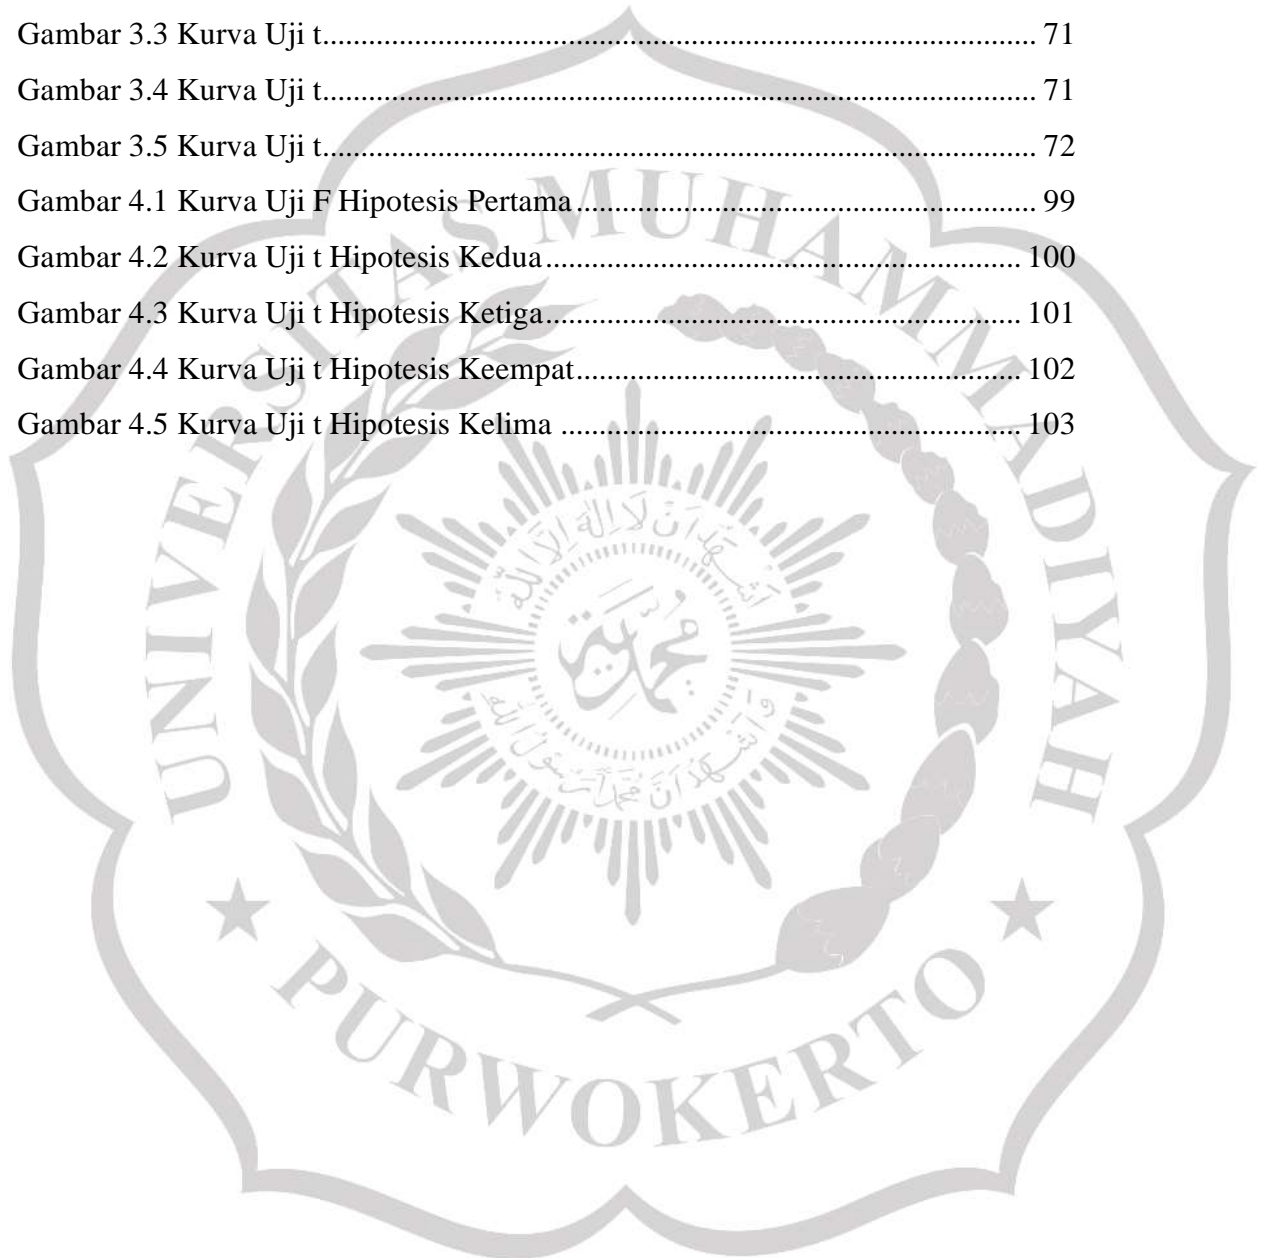 Gambar 3.3 Kurva Uji t....................................................................................... 71
Gambar 3.4 Kurva Uji t....................................................................................... 71
Gambar 3.5 Kurva Uji t....................................................................................... 72
Gambar 4.1 Kurva Uji F Hipotesis Pertama........................................................ 99
Gambar 4.2 Kurva Uji t Hipotesis Kedua.......................................................... 100
Gambar 4.3 Kurva Uji t Hipotesis Ketiga.......................................................... 101
Gambar 4.4 Kurva Uji t Hipotesis Keempat...................................................... 102
Gambar 4.5 Kurva Uji t Hipotesis Kelima ........................................................ 103
UNIVERSITAS MUHAMMADIYAH
اَشْهَدُ اَنْ لَا اِلٰهَ اِلَّا اللّٰهُ
محمدية
وَاَشْهَدُ اَنَّ مُحَمَّدًا رَسُوْلُ اللّٰهِ
PURWOKERTO